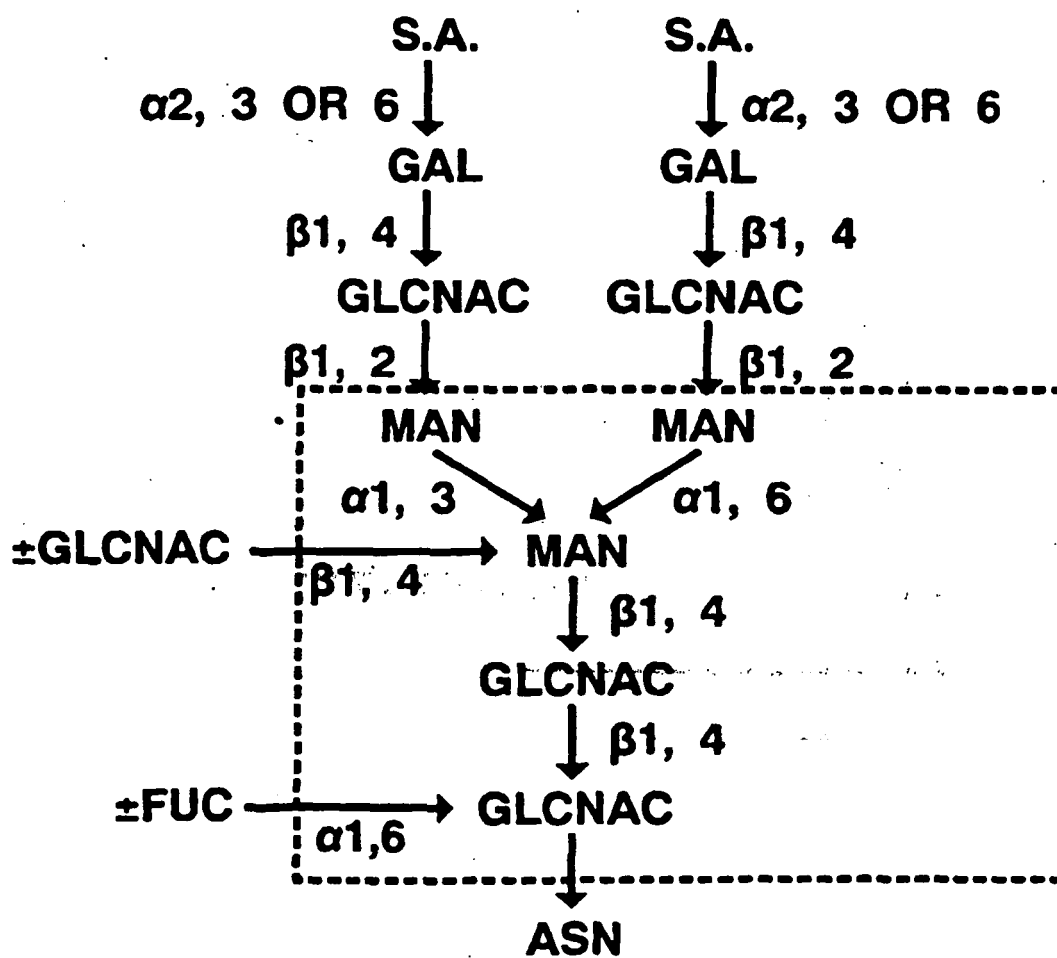 S.A. S.A.
α2, 3 OR 6 α2, 3 OR 6
GAL GAL
β1, 4 β1, 4
GLCNAC GLCNAC
β1, 2 β1, 2
MAN MAN
α1, 3 α1, 6
±GLCNAC MAN
β1, 4 β1, 4
GLCNAC
β1, 4
±FUC GLCNAC
α1,6
ASN